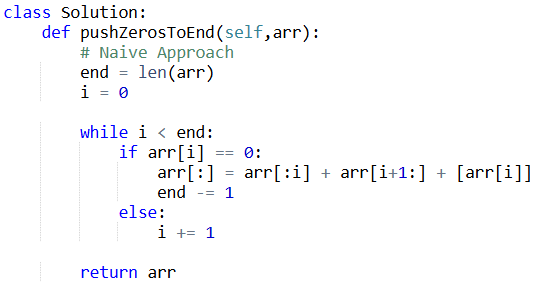 class Solution:
    def pushZerosToEnd(self,arr):
        # Naive Approach
        end = len(arr)
        i = 0

        while i < end:
            if arr[i] == 0:
                arr[:] = arr[:i] + arr[i+1:] + [arr[i]]
                end -= 1
            else:
                i += 1

        return arr